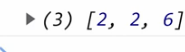 ▶ (3) [2, 2, 6]